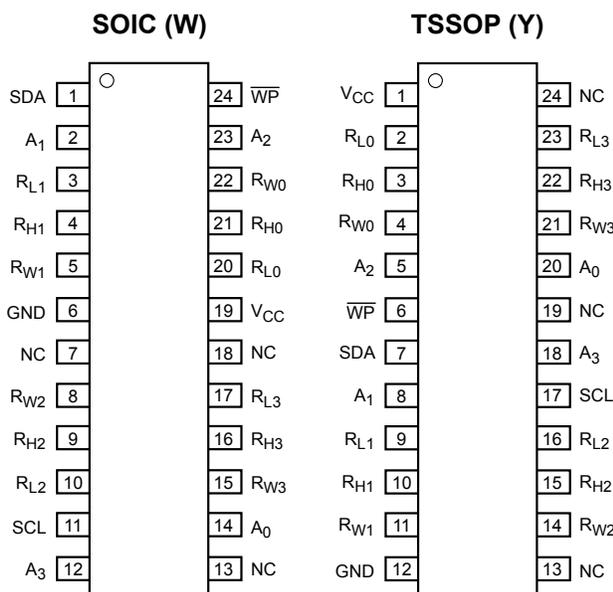 SOIC (W) TSSOP (Y)
SDA 1 24 WP VCC 1 24 NC
A1 2 23 A2 RL0 2 23 RL3
RL1 3 22 RW0 RH0 3 22 RH3
RH1 4 21 RH0 RW0 4 21 RW3
RW1 5 20 RL0 A2 5 20 A0
GND 6 19 VCC WP 6 19 NC
NC 7 18 NC SDA 7 18 A3
RW2 8 17 RL3 A1 8 17 SCL
RH2 9 16 RH3 RL1 9 16 RL2
RL2 10 15 RW3 RH1 10 15 RH2
SCL 11 14 A0 RW1 11 14 RW2
A3 12 13 NC GND 12 13 NC